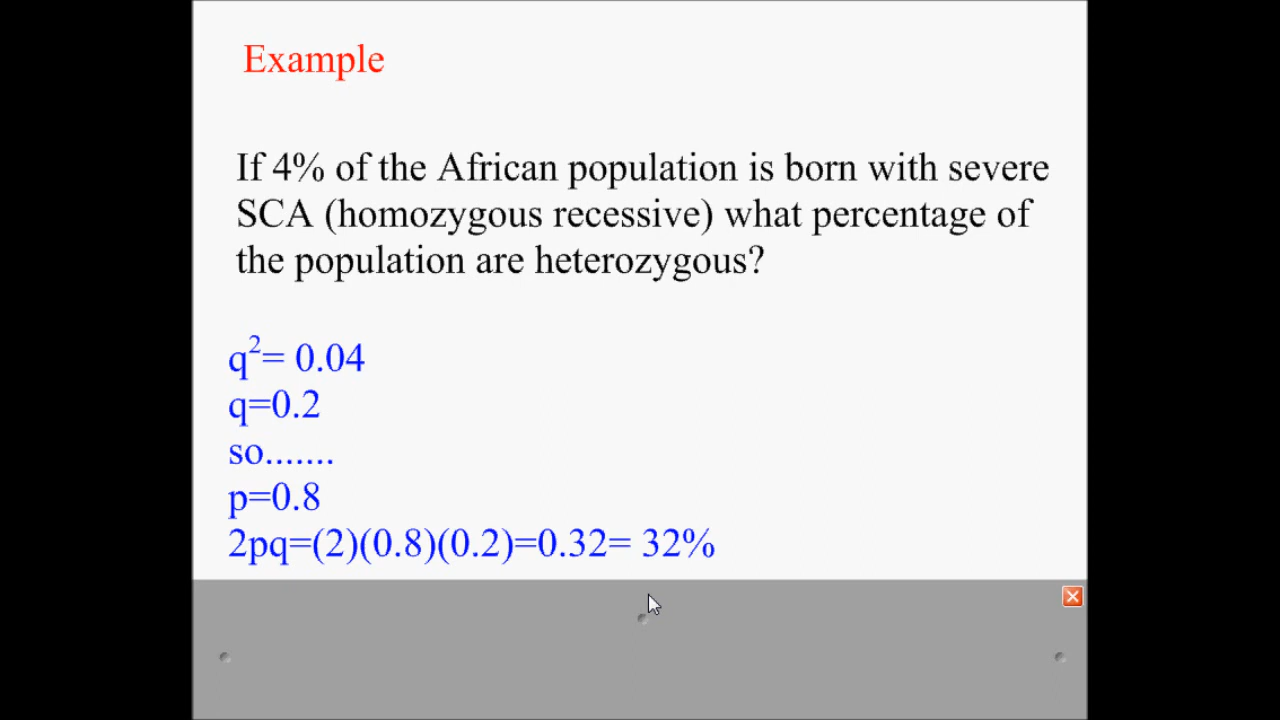 Example
If 4% of the African population is born with severe
SCA (homozygous recessive) what percentage of
the population are heterozygous?
q²= 0.04
q=0.2
so.......
p=0.8
2pq=(2)(0.8)(0.2)=0.32= 32%